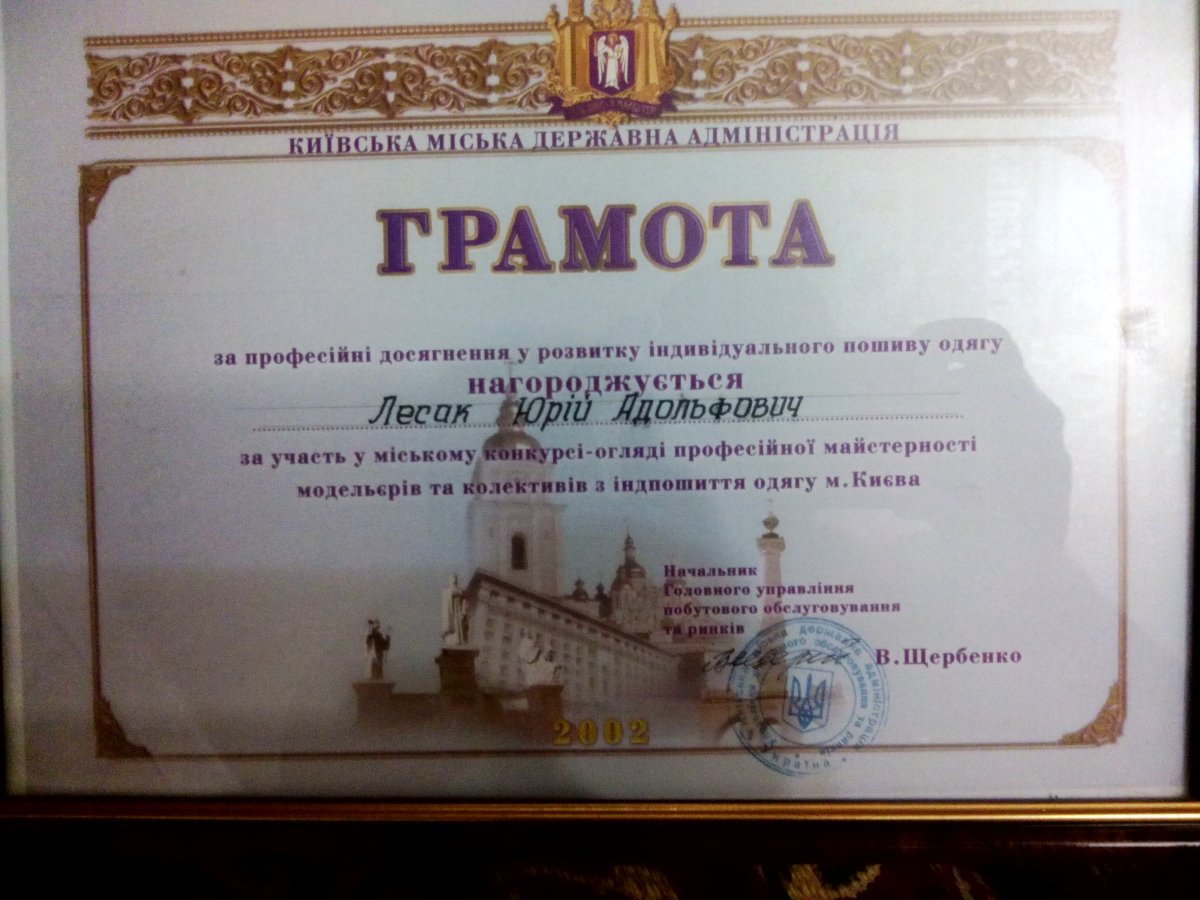 КИЇВСЬКА МІСЬКА ДЕРЖАВНА АДМІНІСТРАЦІЯ
ГРАМОТА
за професійні досягнення у розвитку індивідуального пошиву одягу
нагороджується
Лесак Юрій Адольфович
за участь у міському конкурсі-огляді професійної майстерності
модельєрів та колективів з індпошиття одягу м.Києва
Начальник
Головного управління
побутового обслуговування
та ринків
В.Щербенко
2002
Україна